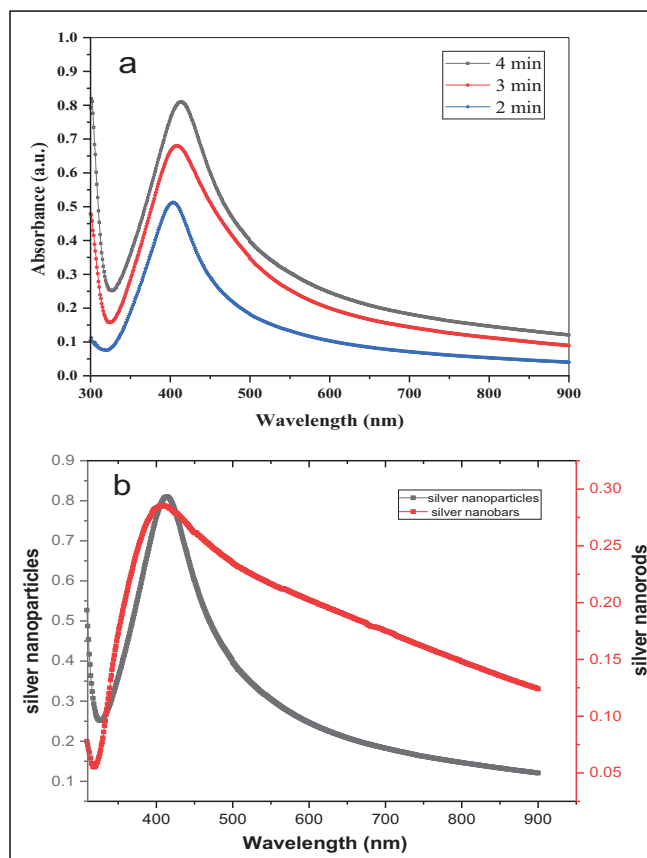 a
4 min
3 min
2 min
1.0
0.9
0.8
0.7
0.6
0.5
0.4
0.3
0.2
0.1
0.0
Absorbance (a.u.)
300 400 500 600 700 800 900
Wavelength (nm)
b
silver nanoparticles
silver nanobars
0.9
0.8
0.7
0.6
0.5
0.4
0.3
0.2
0.1
silver nanoparticles
0.30
0.25
0.20
0.15
0.10
0.05
silver nanorods
400 500 600 700 800 900
Wavelength (nm)